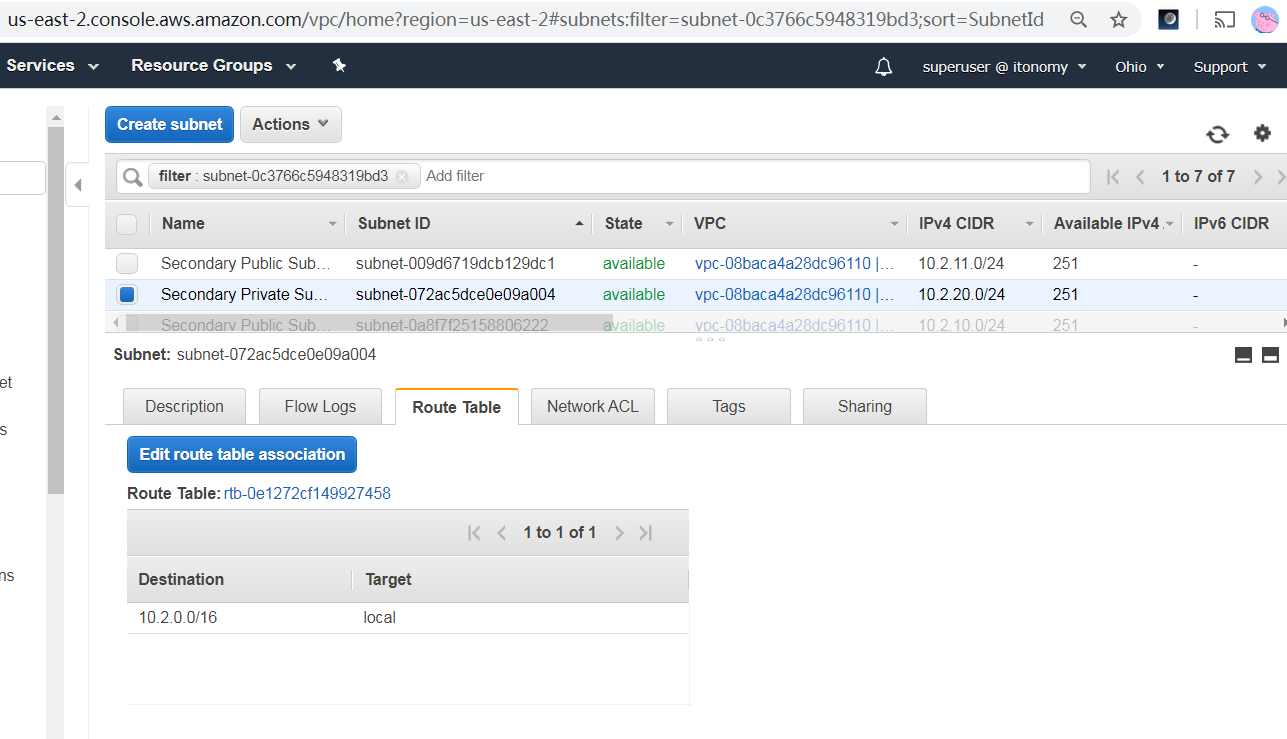 us-east-2.console.aws.amazon.com/vpc/home?region=us-east-2#subnets:filter=subnet-0c3766c5948319bd3;sort=SubnetId
Services Resource Groups superuser @ itonomy Ohio Support
Create subnet Actions
filter : subnet-0c3766c5948319bd3 Add filter 1 to 7 of 7
Name Subnet ID State VPC IPv4 CIDR Available IPv4 IPv6 CIDR
Secondary Public Sub... subnet-009d6719dcb129dc1 available vpc-08baca4a28dc96110 |... 10.2.11.0/24 251 -
Secondary Private Su... subnet-072ac5dce0e09a004 available vpc-08baca4a28dc96110 |... 10.2.20.0/24 251 -
Secondary Public Sub... subnet-0a8f7f25158806222 available vpc-08baca4a28dc96110 |... 10.2.10.0/24 251 -
Subnet: subnet-072ac5dce0e09a004
et
Description Flow Logs Route Table Network ACL Tags Sharing
s
Edit route table association
Route Table: rtb-0e1272cf149927458
1 to 1 of 1
ns
Destination Target
10.2.0.0/16 local